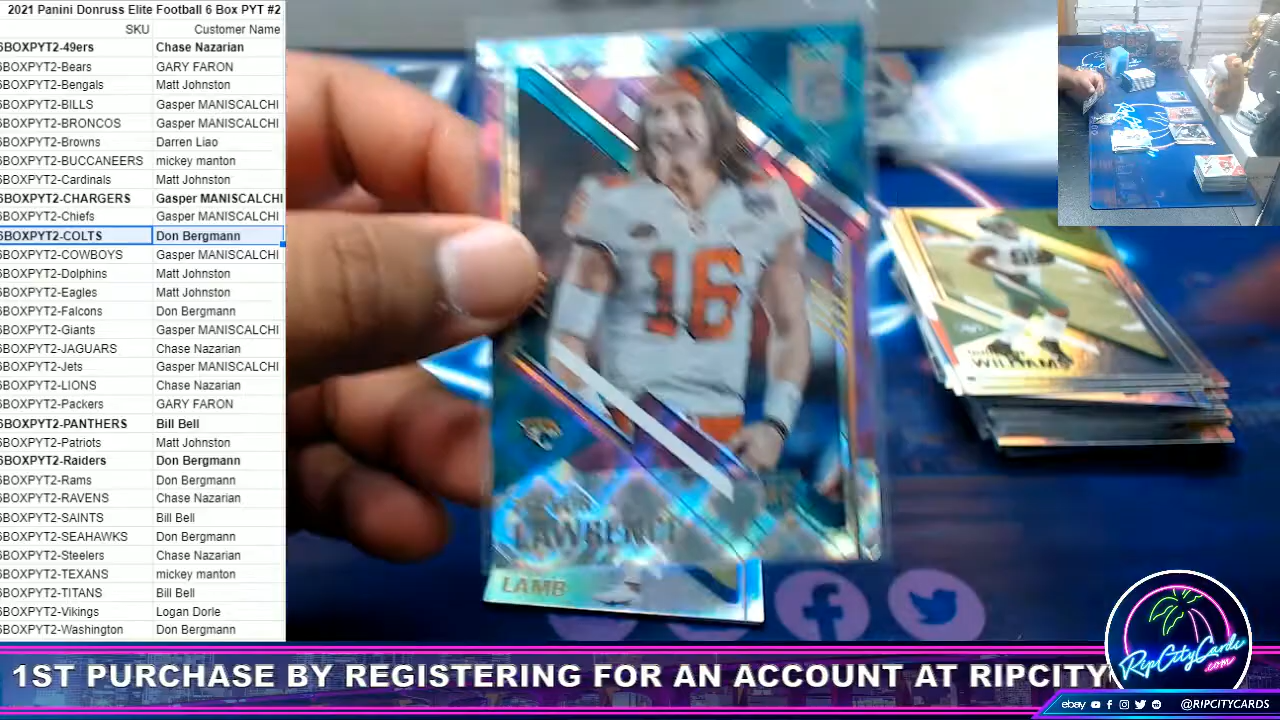 2021 Panini Donruss Elite Football 6 Box PYT #2
SKU Customer Name
6BOXPYT2-49ers Chase Nazarian
6BOXPYT2-Bears GARY FARON
6BOXPYT2-Bengals Matt Johnston
6BOXPYT2-BILLS Gasper MANISCALCHI
6BOXPYT2-BRONCOS Gasper MANISCALCHI
6BOXPYT2-Browns Darren Liao
6BOXPYT2-BUCCANEERS mickey manton
6BOXPYT2-Cardinals Matt Johnston
6BOXPYT2-CHARGERS Gasper MANISCALCHI
6BOXPYT2-Chiefs Gasper MANISCALCHI
6BOXPYT2-COLTS Don Bergmann
6BOXPYT2-COWBOYS Gasper MANISCALCHI
6BOXPYT2-Dolphins Matt Johnston
6BOXPYT2-Eagles Matt Johnston
6BOXPYT2-Falcons Don Bergmann
6BOXPYT2-Giants Gasper MANISCALCHI
6BOXPYT2-JAGUARS Chase Nazarian
6BOXPYT2-Jets Gasper MANISCALCHI
6BOXPYT2-LIONS Chase Nazarian
6BOXPYT2-Packers GARY FARON
6BOXPYT2-PANTHERS Bill Bell
6BOXPYT2-Patriots Matt Johnston
6BOXPYT2-Raiders Don Bergmann
6BOXPYT2-Rams Don Bergmann
6BOXPYT2-RAVENS Chase Nazarian
6BOXPYT2-SAINTS Bill Bell
6BOXPYT2-SEAHAWKS Don Bergmann
6BOXPYT2-Steelers Chase Nazarian
6BOXPYT2-TEXANS mickey manton
6BOXPYT2-TITANS Bill Bell
6BOXPYT2-Vikings Logan Dorle
6BOXPYT2-Washington Don Bergmann
16
LAWRENCE
LAMB
WILLIAMS
1ST PURCHASE BY REGISTERING FOR AN ACCOUNT AT RIPCITY
RipCityCards
.com
ebay @RIPCITYCARDS